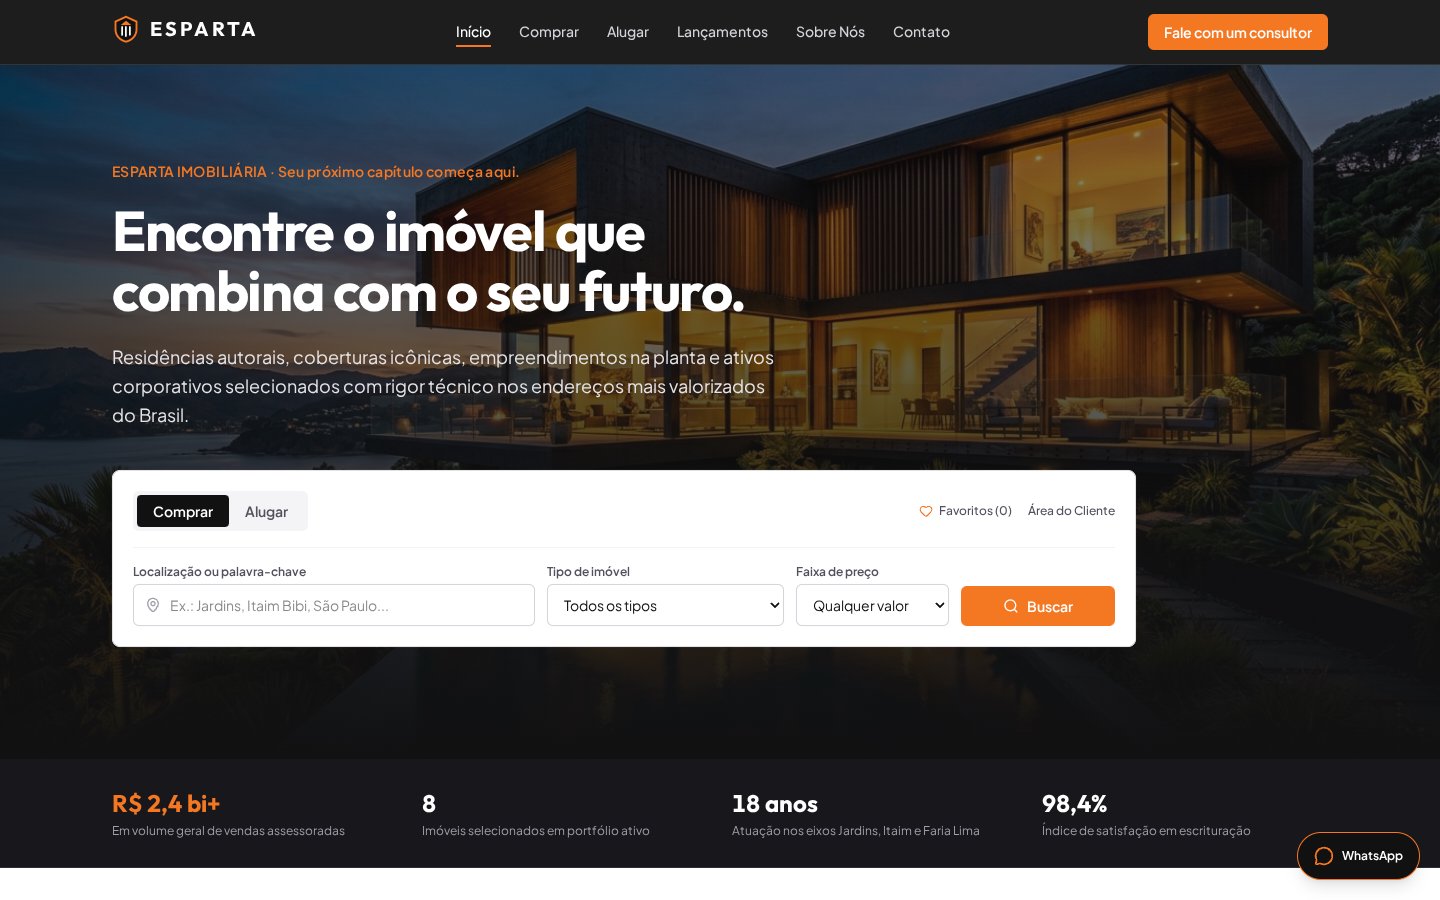 ESPARTA
Início
Comprar
Alugar
Lançamentos
Sobre Nós
Contato
Fale com um consultor
ESPARTA IMOBILIÁRIA · Seu próximo capítulo começa aqui.
Encontre o imóvel que
combina com o seu futuro.
Residências autorais, coberturas icônicas, empreendimentos na planta e ativos
corporativos selecionados com rigor técnico nos endereços mais valorizados
do Brasil.
Comprar
Alugar
Favoritos (0)
Área do Cliente
Localização ou palavra-chave
Tipo de imóvel
Faixa de preço
Ex.: Jardins, Itaim Bibi, São Paulo...
Todos os tipos
Qualquer valor
Buscar
R$ 2,4 bi+
Em volume geral de vendas assessoradas
8
Imóveis selecionados em portfólio ativo
18 anos
Atuação nos eixos Jardins, Itaim e Faria Lima
98,4%
Índice de satisfação em escrituração
WhatsApp